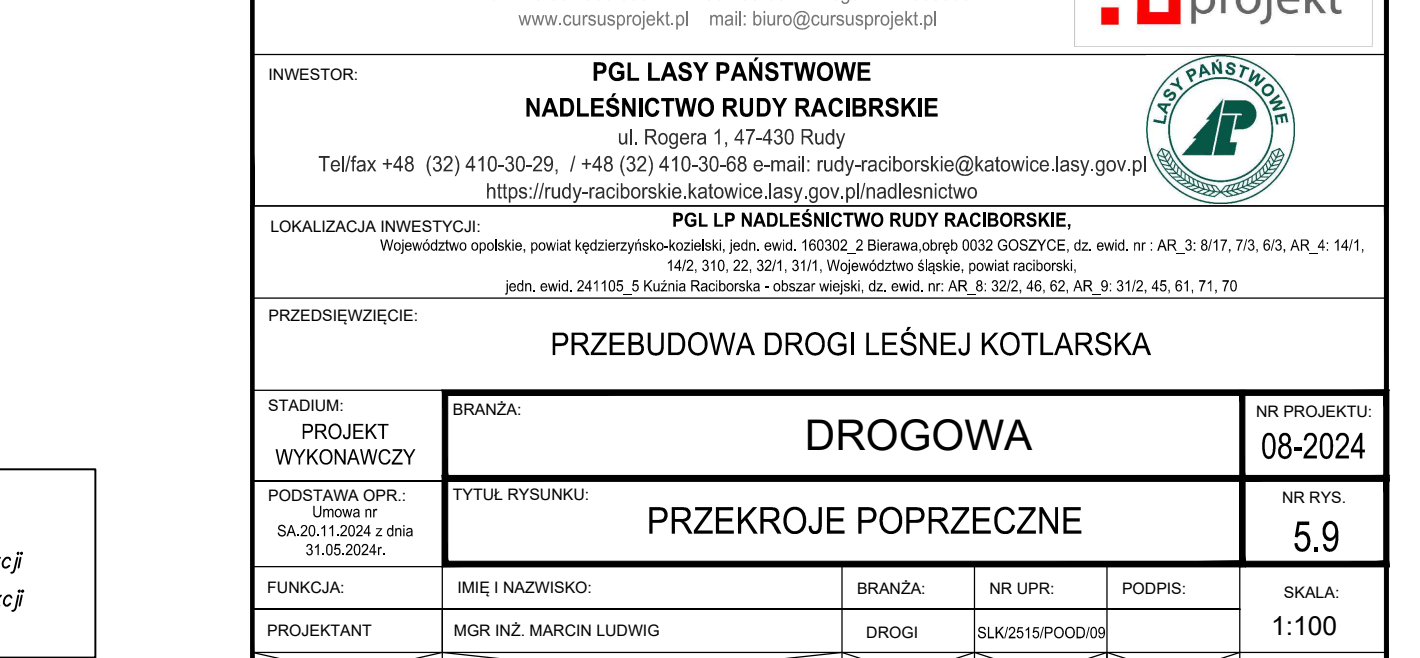 projekt
www.cursusprojekt.pl mail: biuro@cursusprojekt.pl
INWESTOR:
PGL LASY PAŃSTWOWE
NADLEŚNICTWO RUDY RACIBRSKIE
ul. Rogera 1, 47-430 Rudy
Tel/fax +48 (32) 410-30-29, / +48 (32) 410-30-68 e-mail: rudy-raciborskie@katowice.lasy.gov.pl
https://rudy-raciborskie.katowice.lasy.gov.pl/nadlesnictwo
LASY PAŃSTWOWE
LOKALIZACJA INWESTYCJI:
PGL LP NADLEŚNICTWO RUDY RACIBORSKIE,
Województwo opolskie, powiat kędzierzyńsko-kozielski, jedn. ewid. 160302_2 Bierawa,obręb 0032 GOSZYCE, dz. ewid. nr : AR_3: 8/17, 7/3, 6/3, AR_4: 14/1,
14/2, 310, 22, 32/1, 31/1, Województwo śląskie, powiat raciborski,
jedn. ewid. 241105_5 Kuźnia Raciborska - obszar wiejski, dz. ewid. nr: AR_8: 32/2, 46, 62, AR_9: 31/2, 45, 61, 71, 70
PRZEDSIĘWZIĘCIE:
PRZEBUDOWA DROGI LEŚNEJ KOTLARSKA
STADIUM:
PROJEKT
WYKONAWCZY
BRANŻA:
DROGOWA
NR PROJEKTU:
08-2024
PODSTAWA OPR.:
Umowa nr
SA.20.11.2024 z dnia
31.05.2024r.
TYTUŁ RYSUNKU:
PRZEKROJE POPRZECZNE
NR RYS.
5.9
FUNKCJA:
IMIĘ I NAZWISKO:
BRANŻA:
NR UPR:
PODPIS:
SKALA:
1:100
PROJEKTANT
MGR INŻ. MARCIN LUDWIG
DROGI
SLK/2515/POOD/09
cji
cji